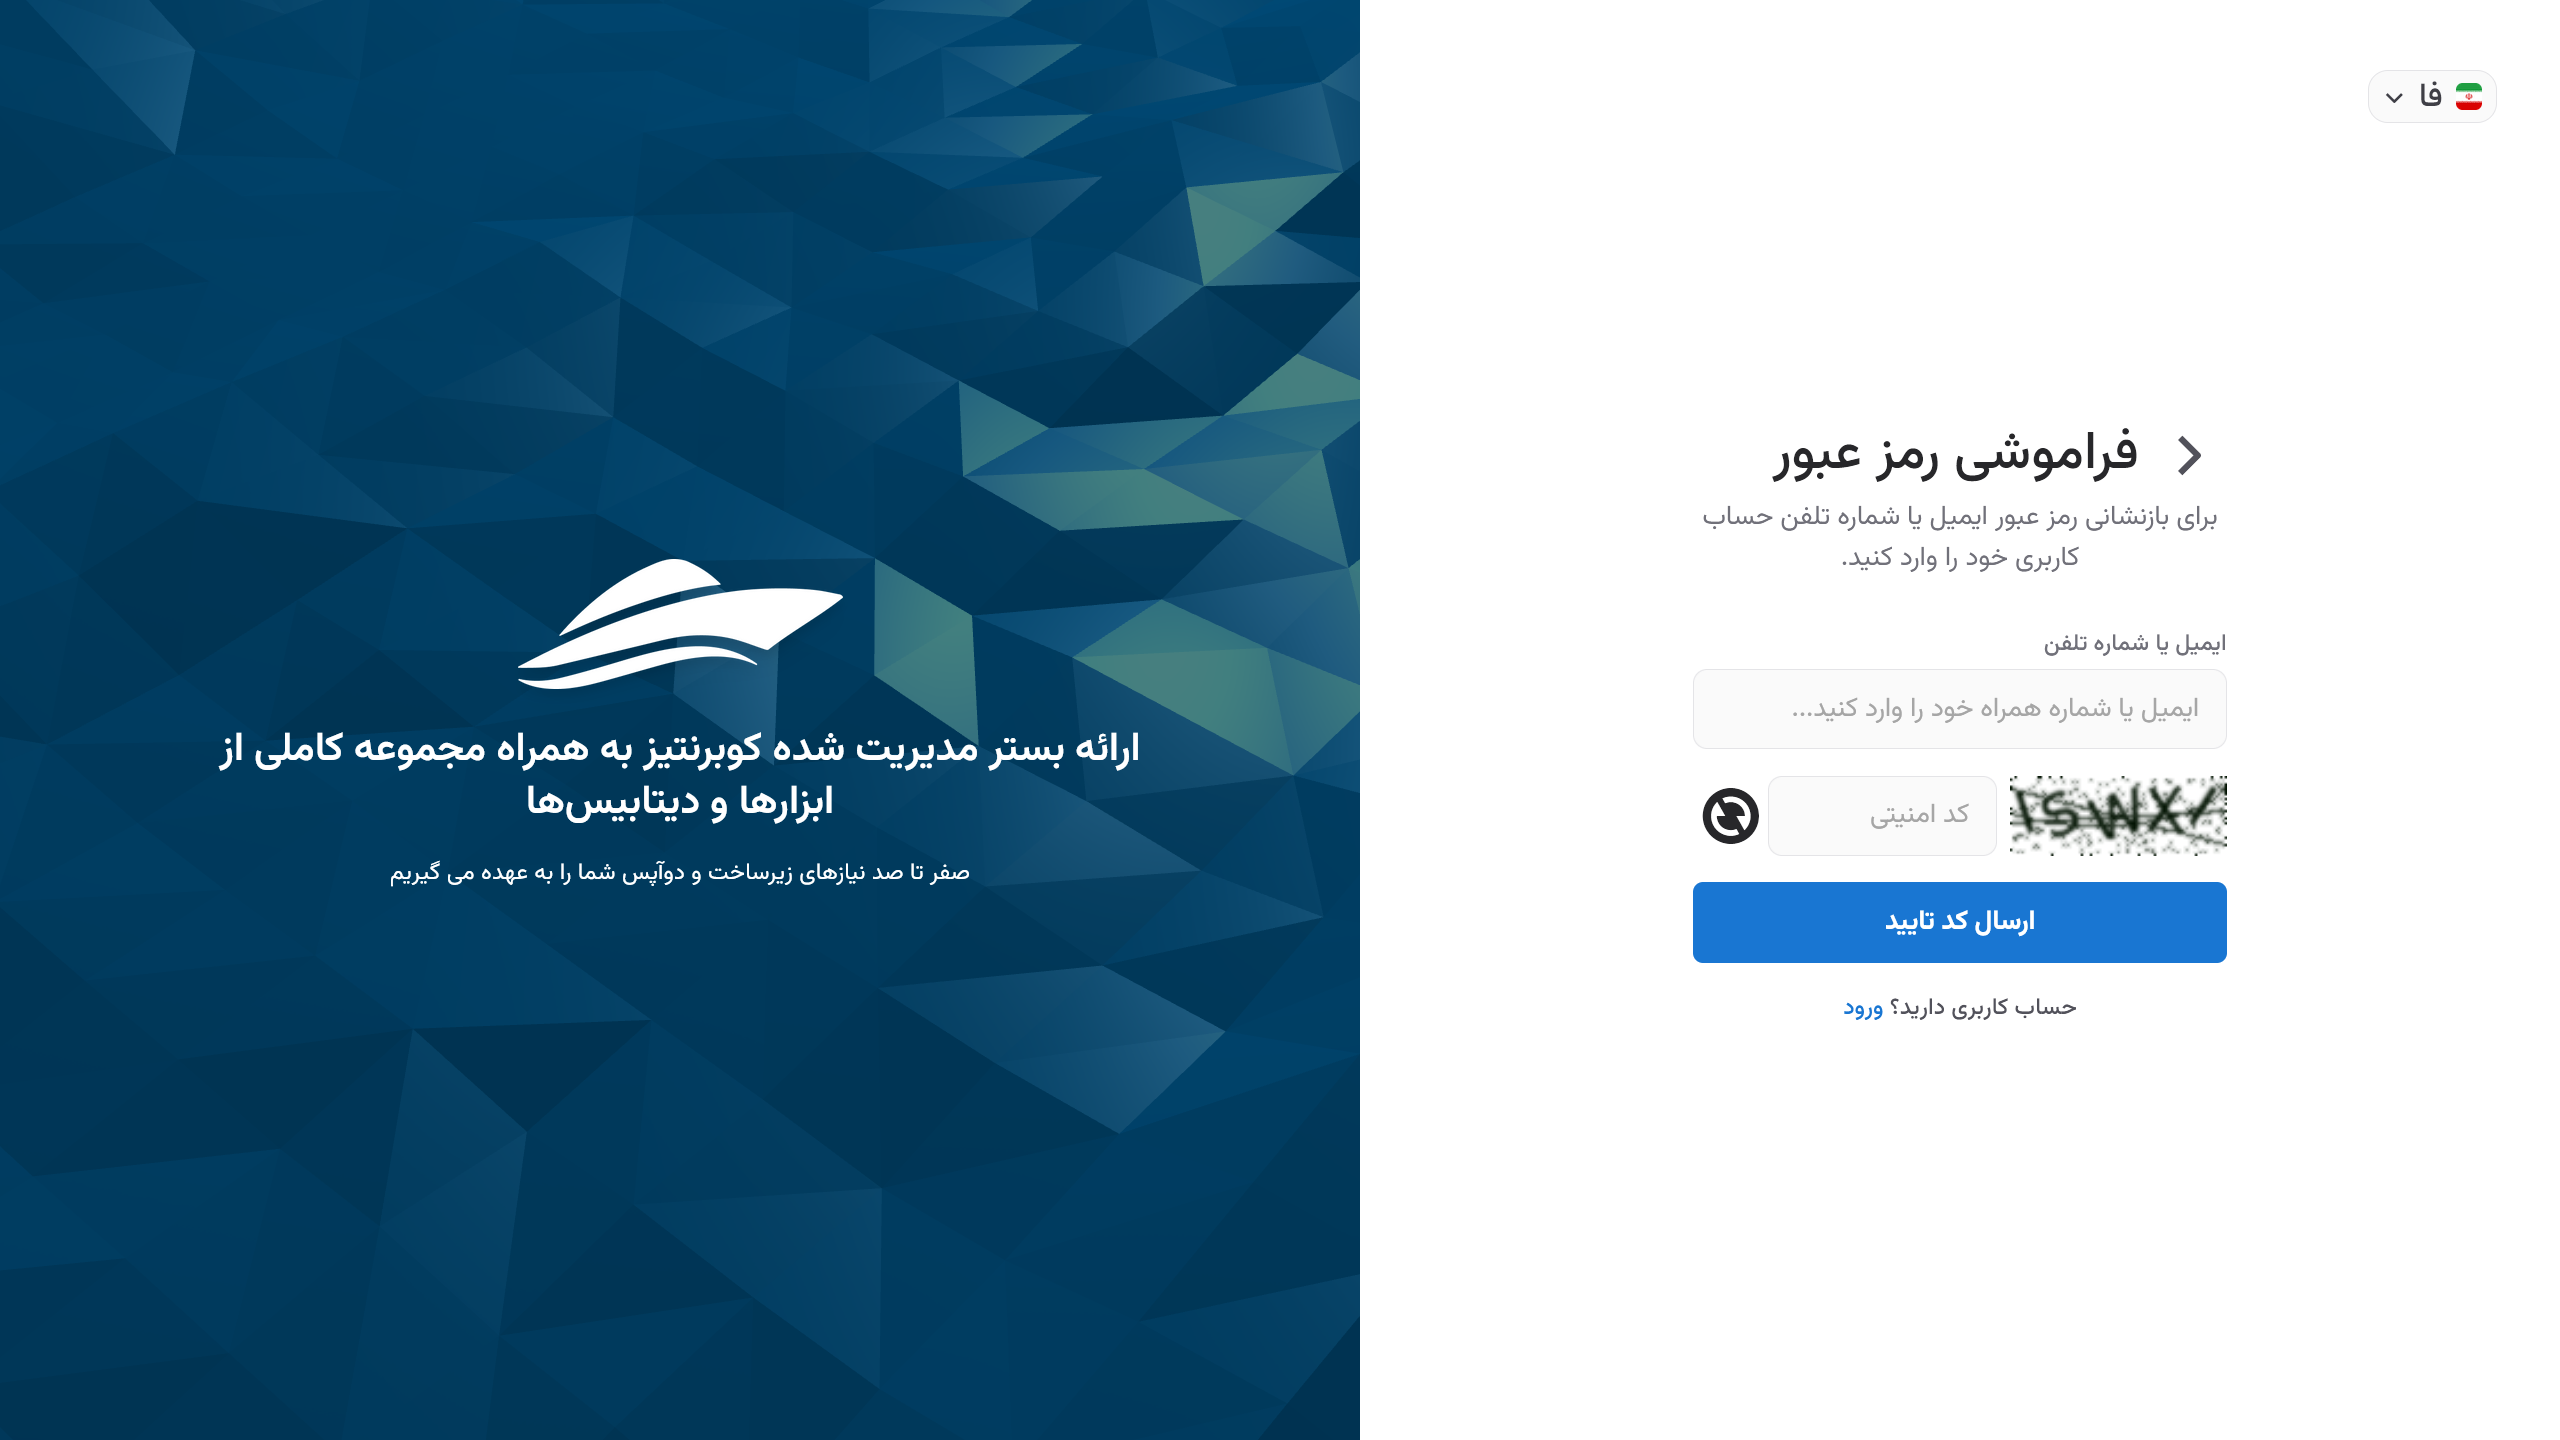 فا
فراموشی رمز عبور
برای بازنشانی رمز عبور ایمیل یا شماره تلفن حساب
کاربری خود را وارد کنید.
ایمیل یا شماره تلفن
ایمیل یا شماره همراه خود را وارد کنید...
کد امنیتی
ارسال کد تایید
حساب کاربری دارید؟ ورود
ارائه بستر مدیریت شده کوبرنتیز به همراه مجموعه کاملی از
ابزارها و دیتابیس‌ها
صفر تا صد نیازهای زیرساخت و دوآپس شما را به عهده می گیریم